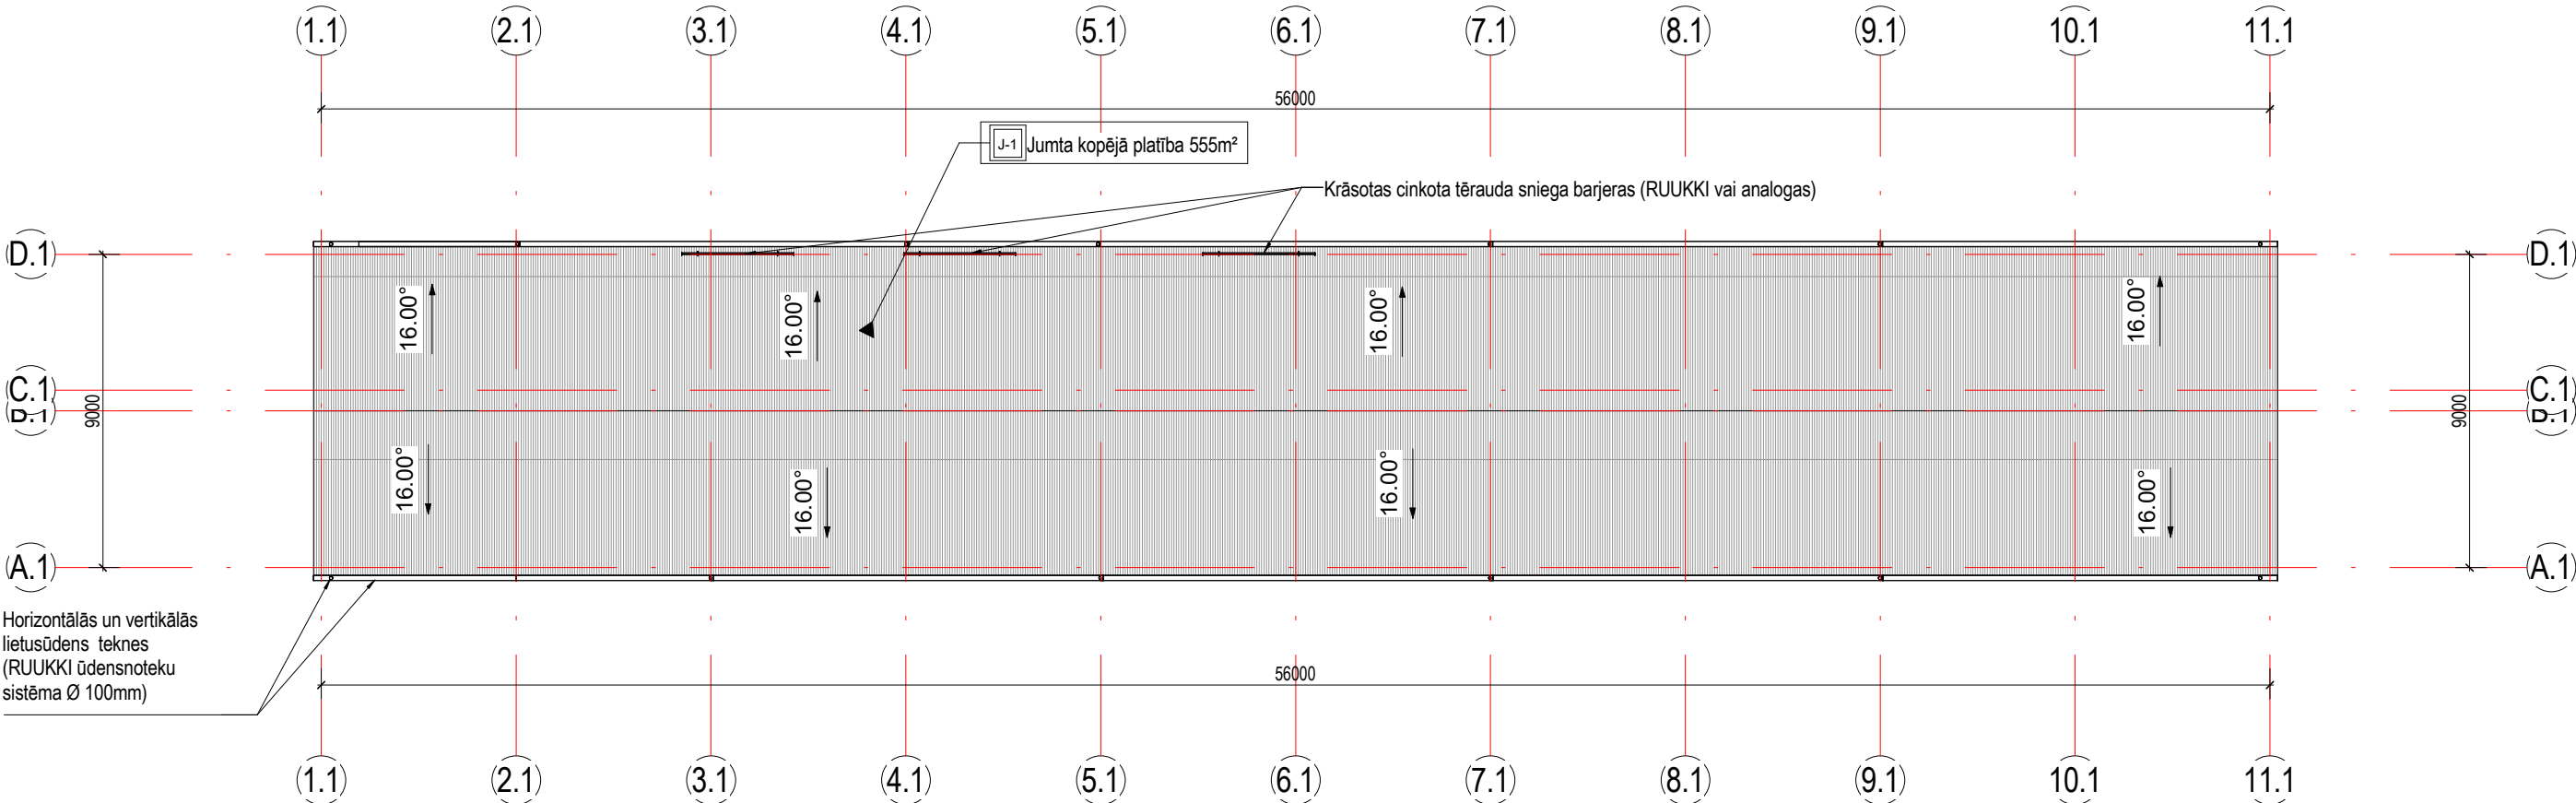 1.1 2.1 3.1 4.1 5.1 6.1 7.1 8.1 9.1 10.1 11.1
56000
J-1 Jumta kopējā platība 555m²
Krāsotas cinkota tērauda sniega barjeras (RUUKKI vai analogas)
D.1 D.1
16.00° 16.00° 16.00° 16.00°
C.1 C.1
9000 9000
B.1 B.1
16.00° 16.00° 16.00° 16.00°
A.1 A.1
Horizontālās un vertikālās
lietusūdens teknes
(RUUKKI ūdensnoteku
sistēma Ø 100mm)
56000
1.1 2.1 3.1 4.1 5.1 6.1 7.1 8.1 9.1 10.1 11.1